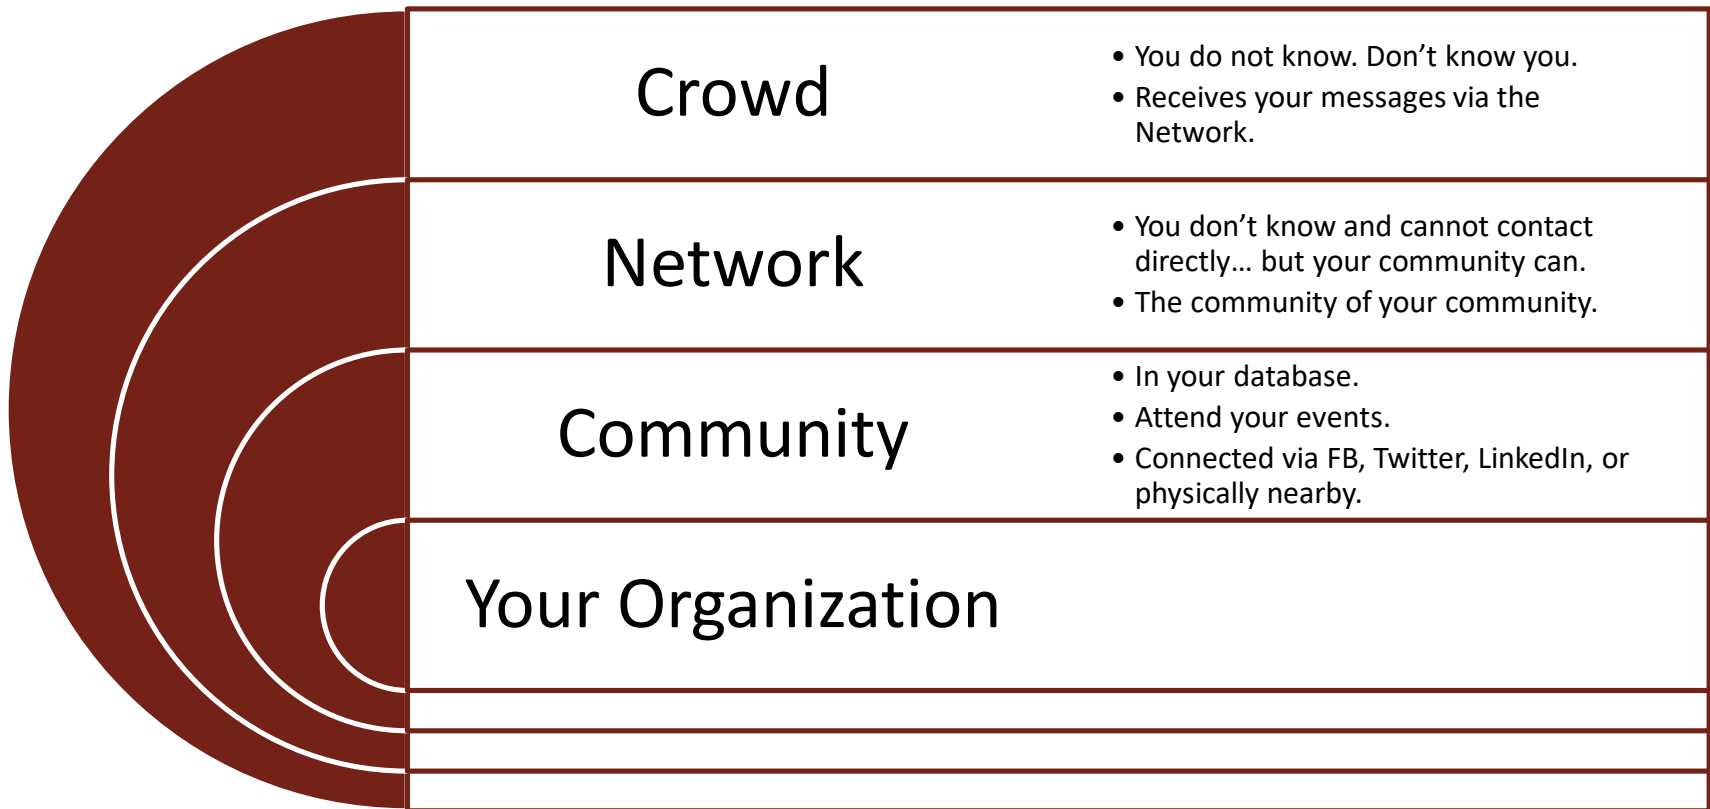 Crowd
• You do not know. Don’t know you.
• Receives your messages via the
Network.
Network
• You don’t know and cannot contact
directly… but your community can.
• The community of your community.
Community
• In your database.
• Attend your events.
• Connected via FB, Twitter, LinkedIn, or
physically nearby.
Your Organization